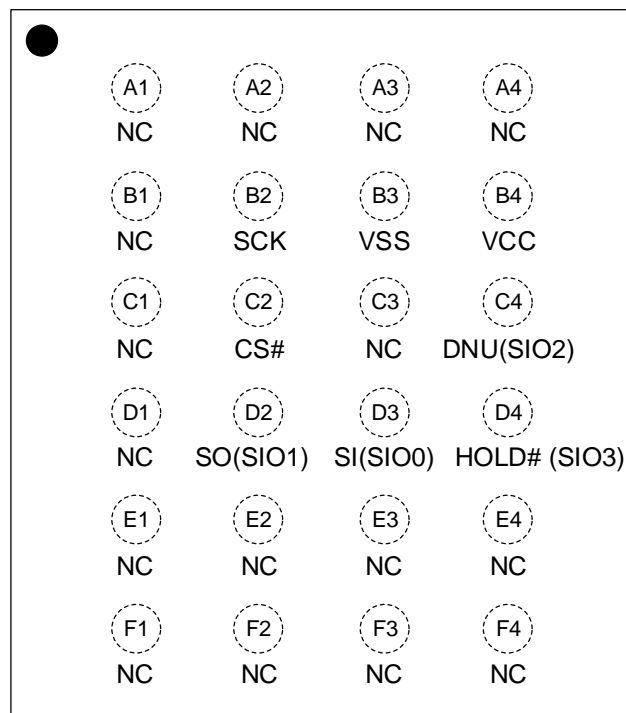 A1 A2 A3 A4
NC NC NC NC
B1 B2 B3 B4
NC SCK VSS VCC
C1 C2 C3 C4
NC CS# NC DNU(SIO2)
D1 D2 D3 D4
NC SO(SIO1) SI(SIO0) HOLD# (SIO3)
E1 E2 E3 E4
NC NC NC NC
F1 F2 F3 F4
NC NC NC NC